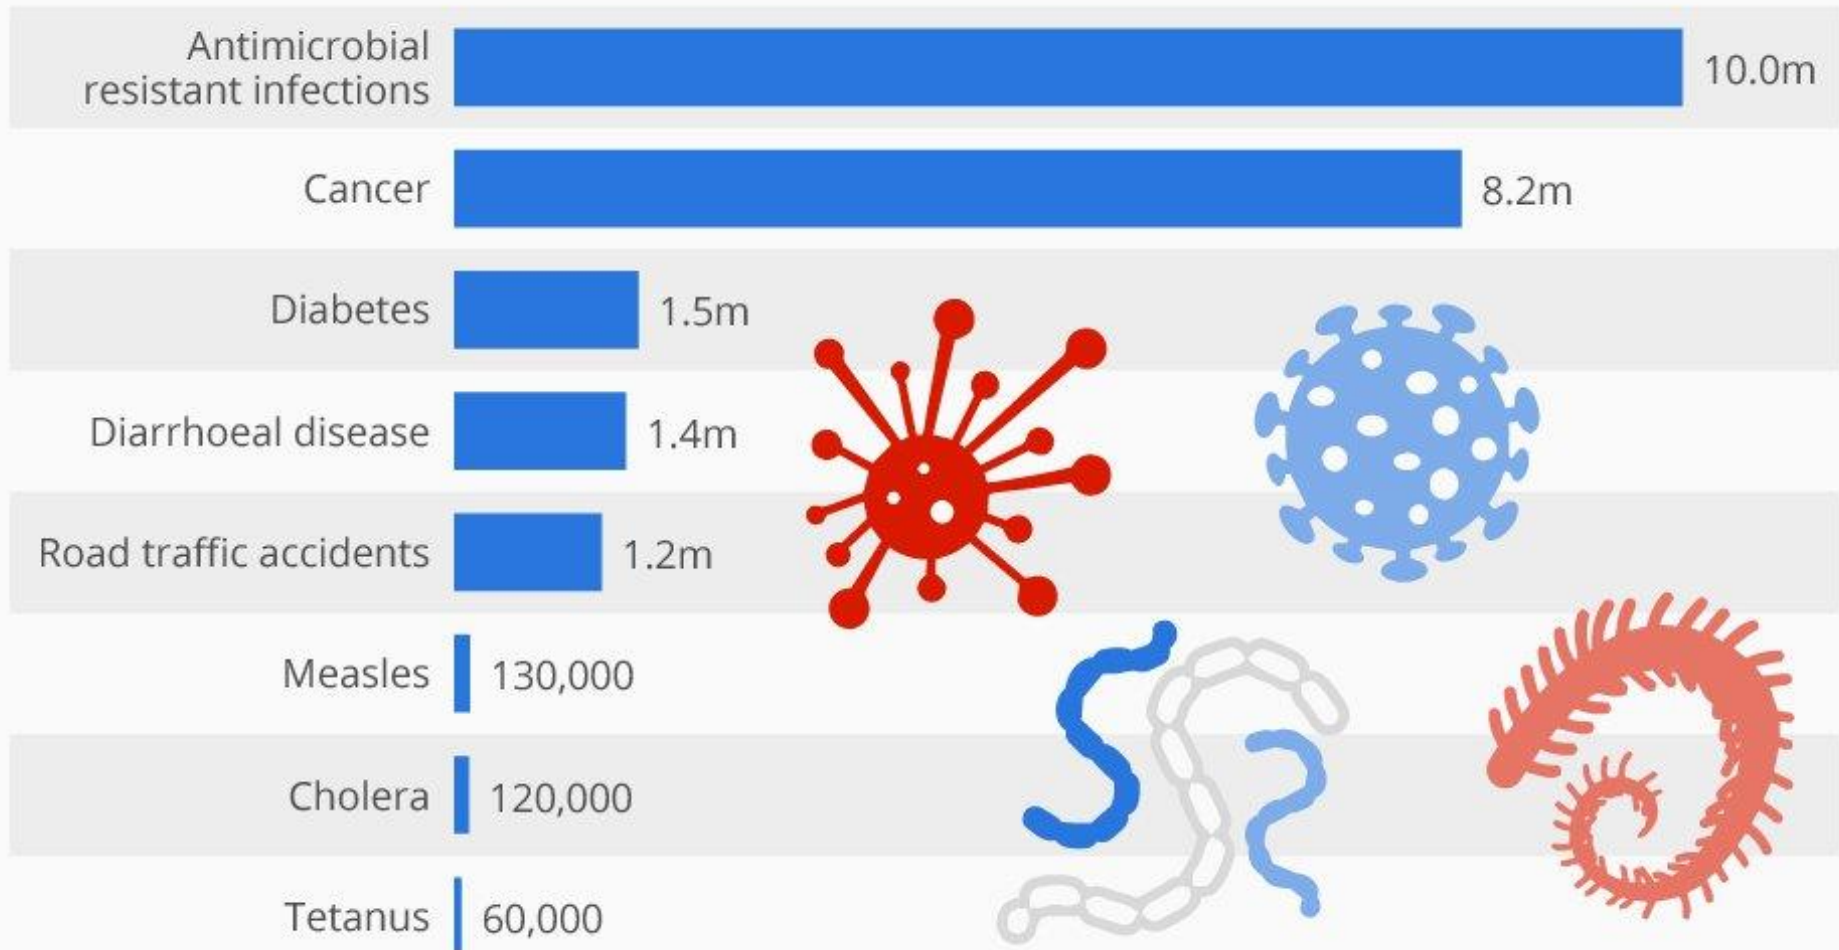 Antimicrobial
resistant infections
10.0m
Cancer
8.2m
Diabetes
1.5m
Diarrhoeal disease
1.4m
Road traffic accidents
1.2m
Measles
130,000
Cholera
120,000
Tetanus
60,000